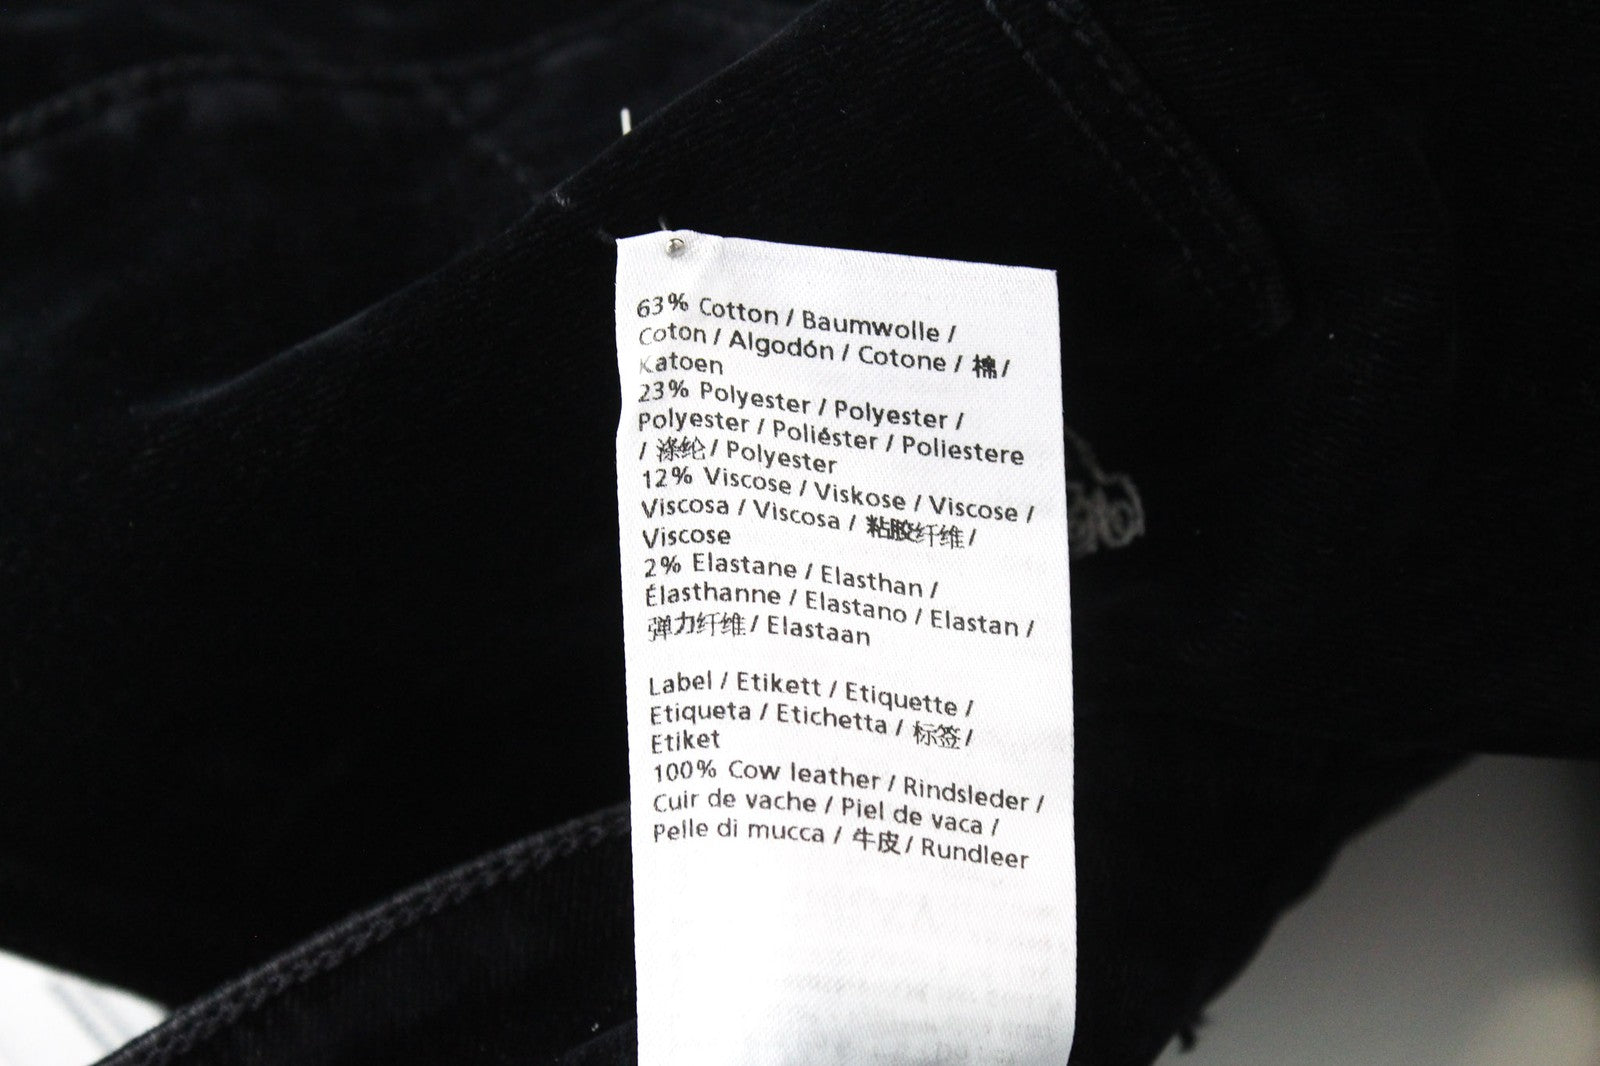 63% Cotton / Baumwolle /
Coton / Algodón / Cotone / 棉/
Katoen
23% Polyester / Polyester /
Polyester / Poliéster / Poliestere
/ 涤纶/ Polyester
12% Viscose / Viskose / Viscose /
Viscosa / Viscosa / 粘胶纤维/
Viscose
2% Elastane / Elasthan /
Élasthanne / Elastano / Elastan /
弹力纤维/ Elastaan
Label / Etikett / Etiquette /
Etiqueta / Etichetta / 标签/
Etiket
100% Cow leather / Rindsleder /
Cuir de vache / Piel de vaca /
Pelle di mucca / 牛皮/ Rundleer